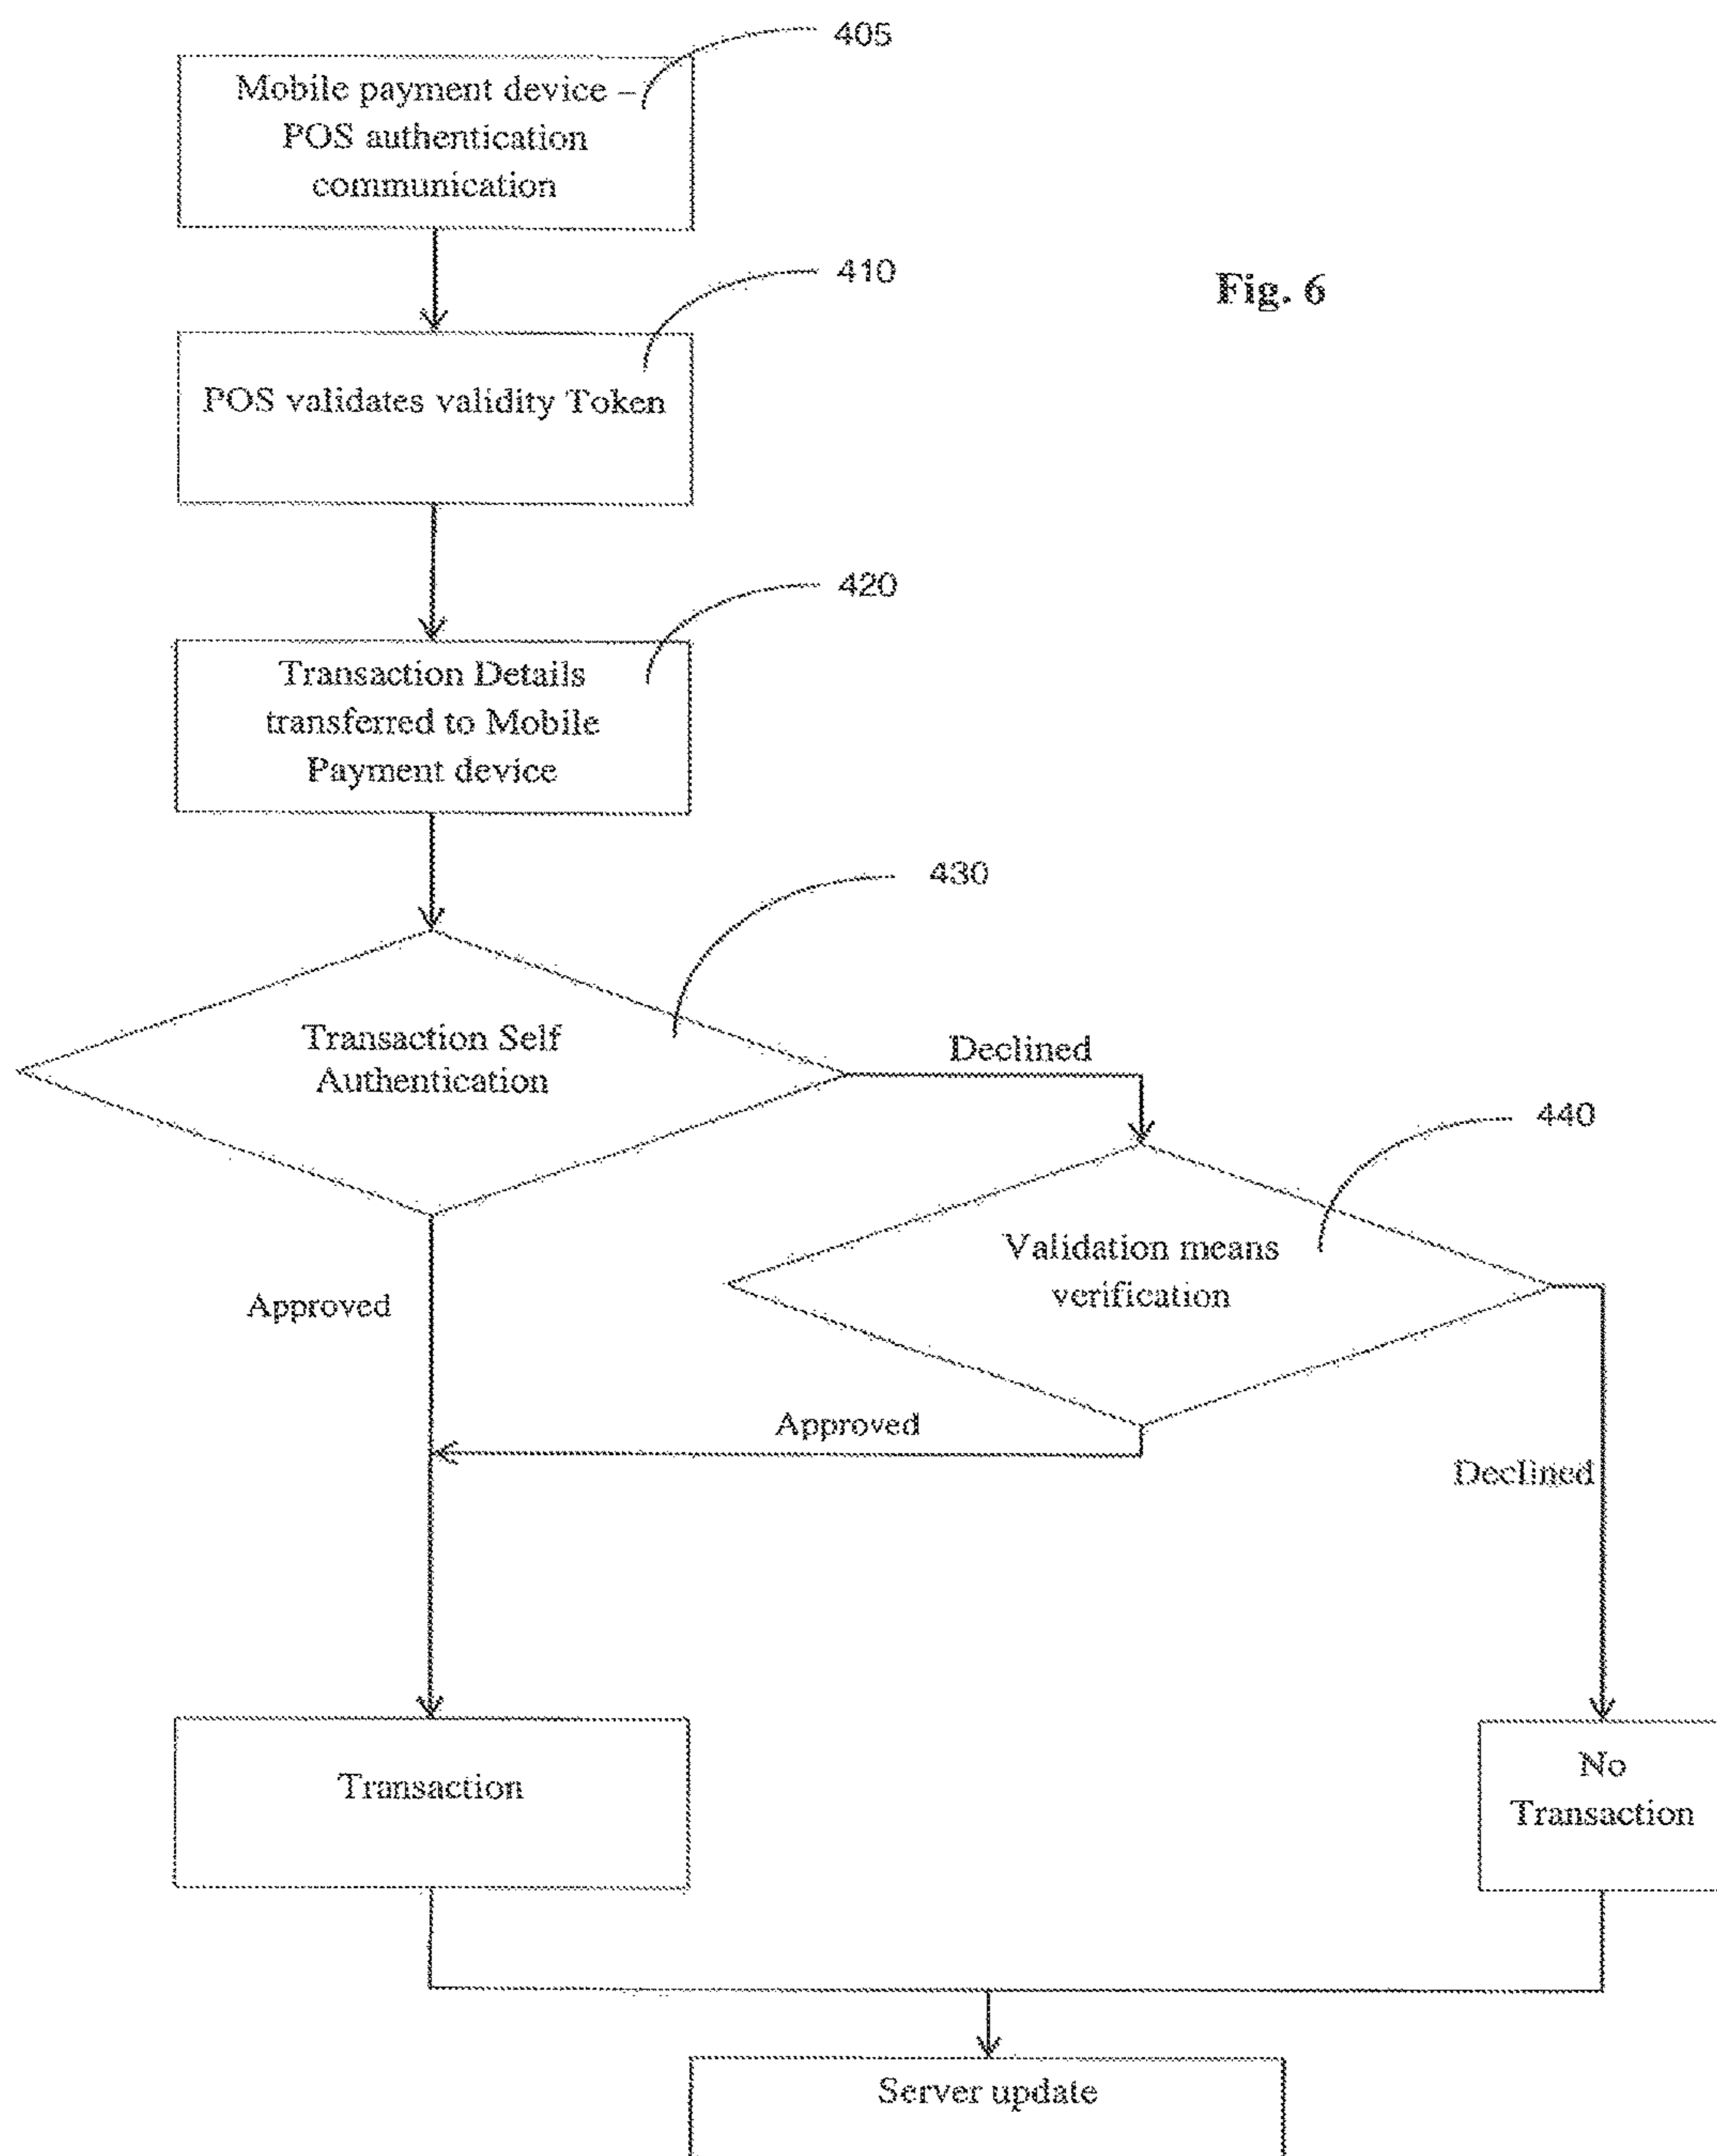 405
Mobile payment device –
POS authentication
communication
410
Fig. 6
POS validates validity Token
420
Transaction Details
transferred to Mobile
Payment device
430
Transaction Self
Authentication
Declined
440
Validation means
verification
Approved
Approved
Declined
Transaction
No
Transaction
Server update